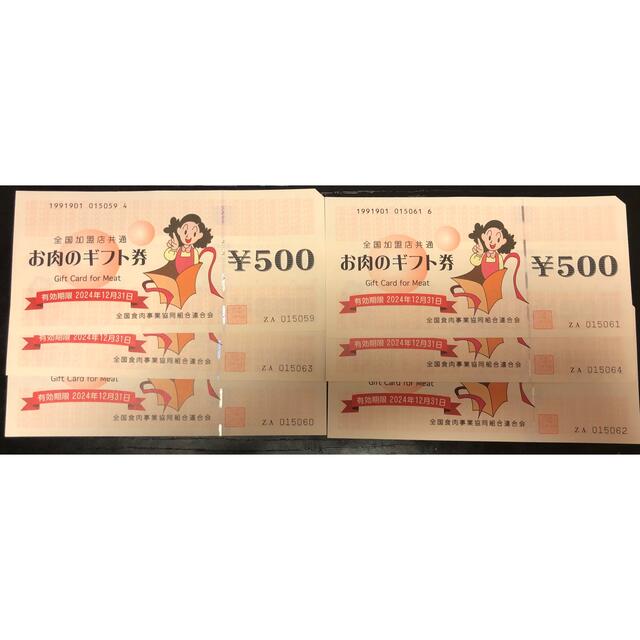 1991901 015059 4
全国加盟店共通
お肉のギフト券
Gift Card for Meat
¥500
有効期限 2024年12月31日
全国食肉事業協同組合連合会
ZA 015059
有効期限 2024年12月31日
全国食肉事業協同組合連合会
ZA 015063
Gift Card for Meat
有効期限 2024年12月31日
全国食肉事業協同組合連合会
ZA 015060
1991901 015061 6
全国加盟店共通
お肉のギフト券
Gift Card for Meat
¥500
有効期限 2024年12月31日
全国食肉事業協同組合連合会
ZA 015061
有効期限 2024年12月31日
全国食肉事業協同組合連合会
ZA 015064
Gift Card for Meat
有効期限 2024年12月31日
全国食肉事業協同組合連合会
ZA 015062